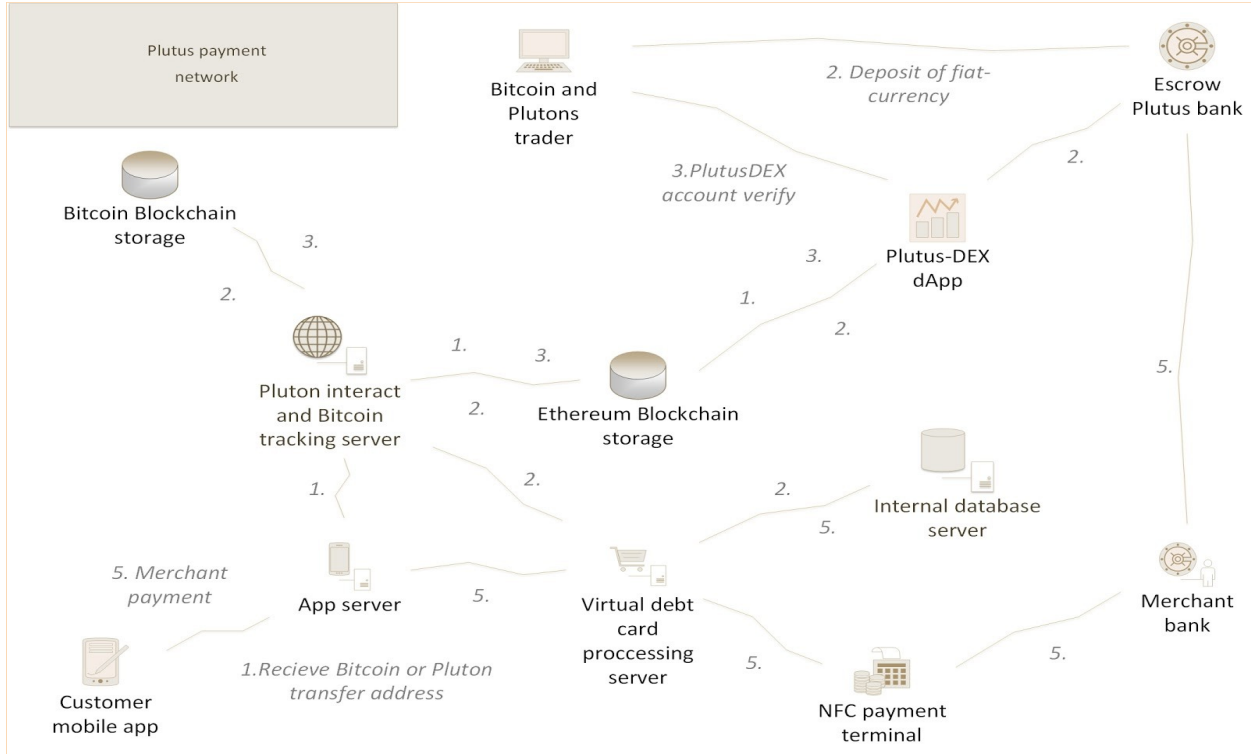 Plutus payment
network
Bitcoin and
Plutons
trader
2. Deposit of fiat-
currency
Escrow
Plutus bank
2.
3.PlutusDEX
account verify
Bitcoin Blockchain
storage
3.
2.
Plutus-DEX
dApp
3.
1.
2.
5.
Pluton interact
and Bitcoin
tracking server
1.
3.
2.
Ethereum Blockchain
storage
1.
2.
2.
5.
Internal database
server
5. Merchant
payment
App server
5.
Virtual debt
card
proccessing
server
Merchant
bank
Customer
mobile app
1.Recieve Bitcoin or Pluton
transfer address
5.
NFC payment
terminal
5.